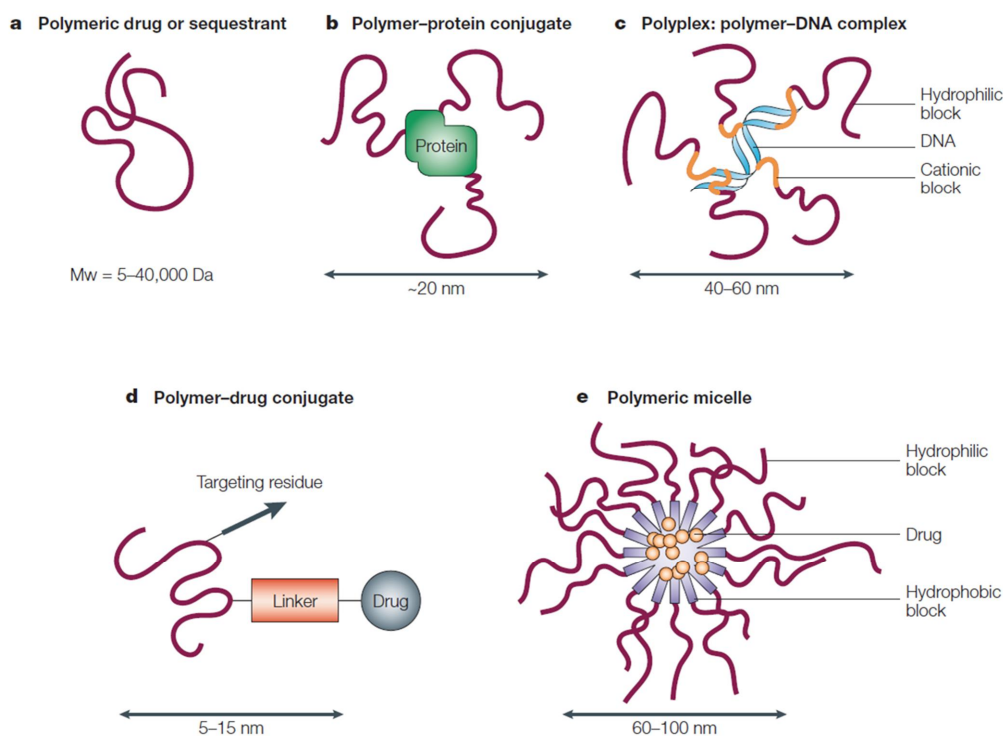 a Polymeric drug or sequestrant
Mw = 5–40,000 Da
b Polymer–protein conjugate
Protein
~20 nm
c Polyplex: polymer–DNA complex
Hydrophilic
block
DNA
Cationic
block
40–60 nm
d Polymer–drug conjugate
Targeting residue
Linker
Drug
5–15 nm
e Polymeric micelle
Hydrophilic
block
Drug
Hydrophobic
block
60–100 nm